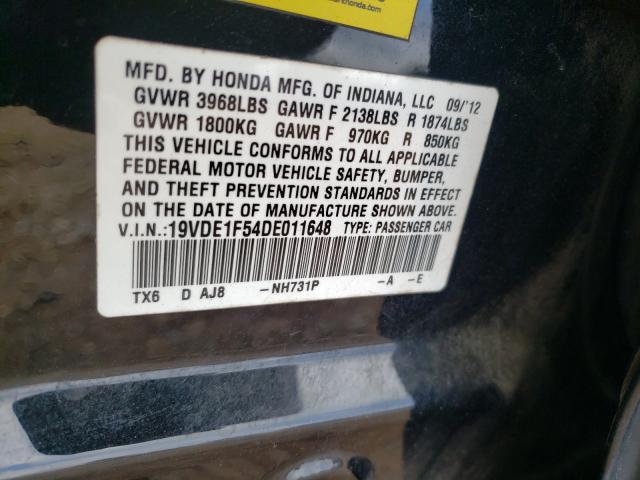 honda.com
MFD. BY HONDA MFG. OF INDIANA, LLC 09/'12
GVWR 3968LBS GAWR F 2138LBS R 1874LBS
GVWR 1800KG GAWR F 970KG R 850KG
THIS VEHICLE CONFORMS TO ALL APPLICABLE
FEDERAL MOTOR VEHICLE SAFETY, BUMPER,
AND THEFT PREVENTION STANDARDS IN EFFECT
ON THE DATE OF MANUFACTURE SHOWN ABOVE.
V.I.N.:19VDE1F54DE011648 TYPE: PASSENGER CAR
TX6 D AJ8 -NH731P -A -E